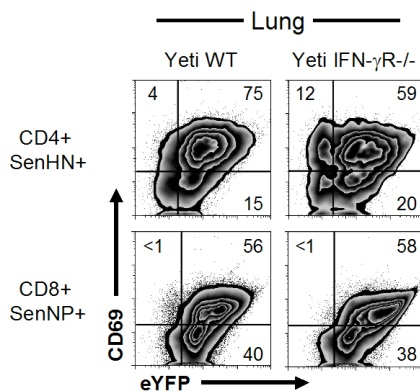 Lung
Yeti WT
Yeti IFN-γR-/-
CD4+
SenHN+
4
75
15
12
59
20
CD8+
SenNP+
<1
56
40
<1
58
38
CD69
eYFP